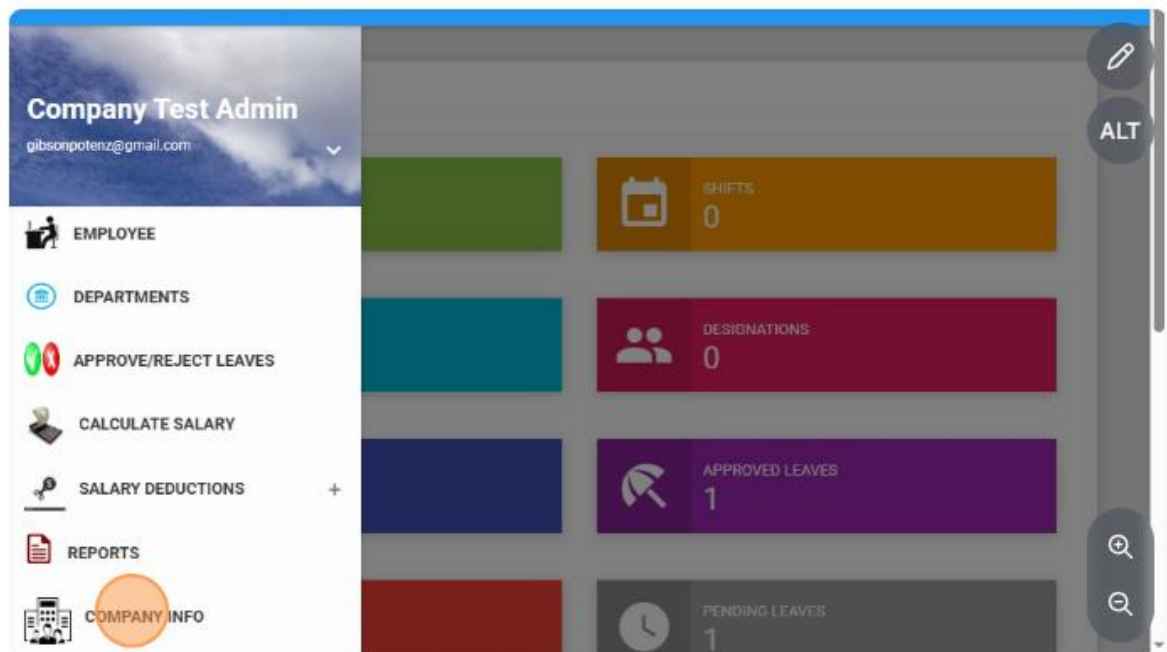 Company Test Admin
gibsonpotenz@gmail.com
EMPLOYEE
DEPARTMENTS
APPROVE/REJECT LEAVES
CALCULATE SALARY
SALARY DEDUCTIONS +
REPORTS
COMPANY INFO
SHIFTS
0
DESIGNATIONS
0
APPROVED LEAVES
1
PENDING LEAVES
1
ALT